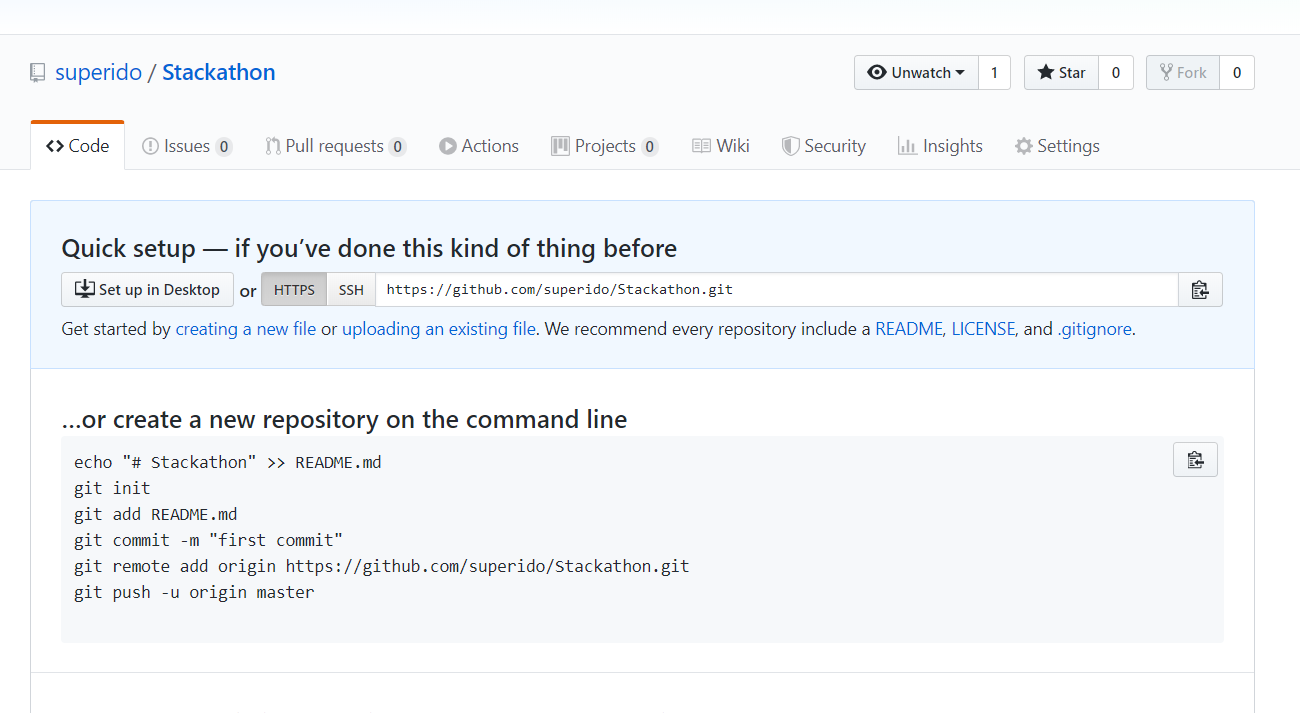 superido / Stackathon
Unwatch 1 Star 0 Fork 0
Code Issues 0 Pull requests 0 Actions Projects 0 Wiki Security Insights Settings
Quick setup — if you’ve done this kind of thing before
Set up in Desktop or HTTPS SSH https://github.com/superido/Stackathon.git
Get started by creating a new file or uploading an existing file. We recommend every repository include a README, LICENSE, and .gitignore.
…or create a new repository on the command line
echo "# Stackathon" >> README.md
git init
git add README.md
git commit -m "first commit"
git remote add origin https://github.com/superido/Stackathon.git
git push -u origin master